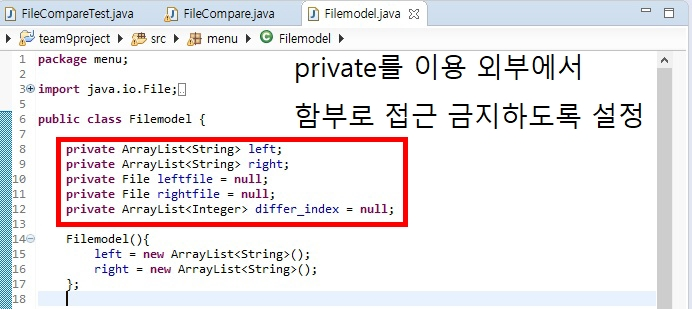 FileCompareTest.java
FileCompare.java
Filemodel.java
team9project
src
menu
Filemodel
1 package menu;
2
3 import java.io.File;
5
6 public class Filemodel {
7
8 private ArrayList<String> left;
9 private ArrayList<String> right;
10 private File leftfile = null;
11 private File rightfile = null;
12 private ArrayList<Integer> differ_index = null;
13
14 Filemodel(){
15 left = new ArrayList<String>();
16 right = new ArrayList<String>();
17 };
18
private를 이용 외부에서
함부로 접근 금지하도록 설정